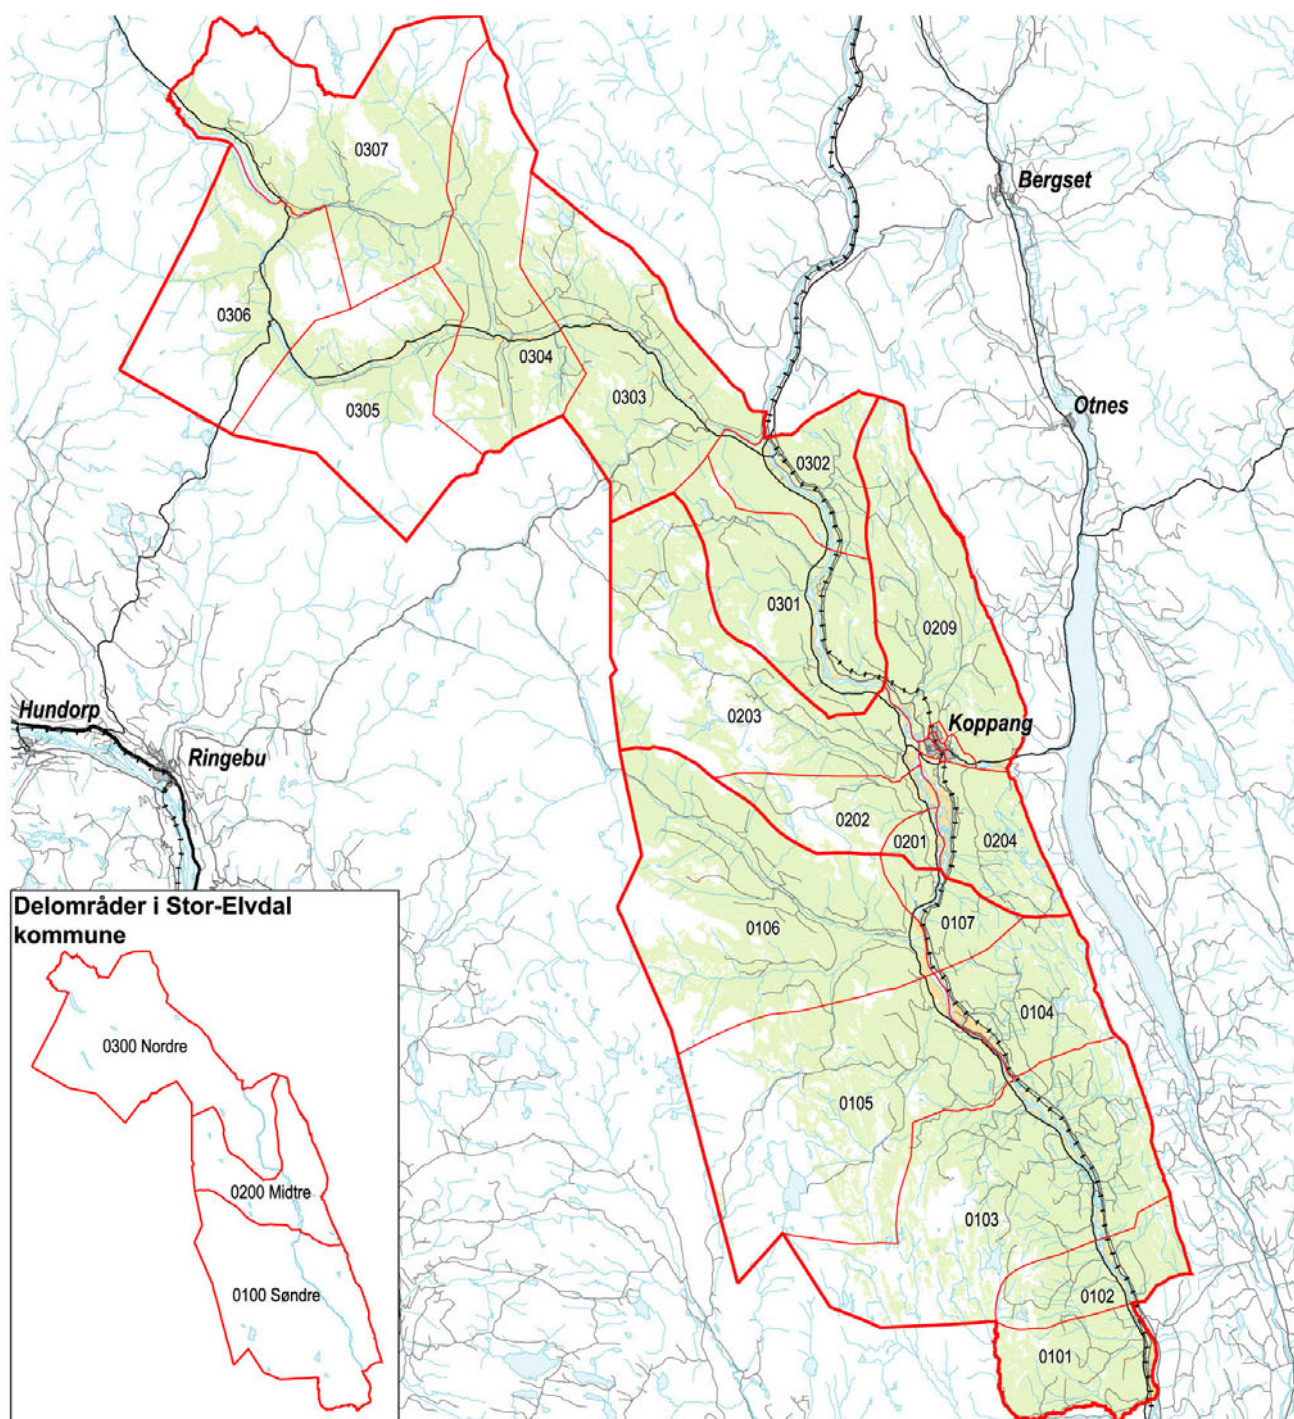 0307
Bergset
0306
0304
0305
0303
Otnes
0302
0301
0209
Hundorp
0203
Koppang
Ringebu
0202
0201
0204
0106
0107
0104
0105
0103
0102
0101
Delområder i Stor-Elvdal
kommune
0300 Nordre
0200 Midtre
0100 Søndre